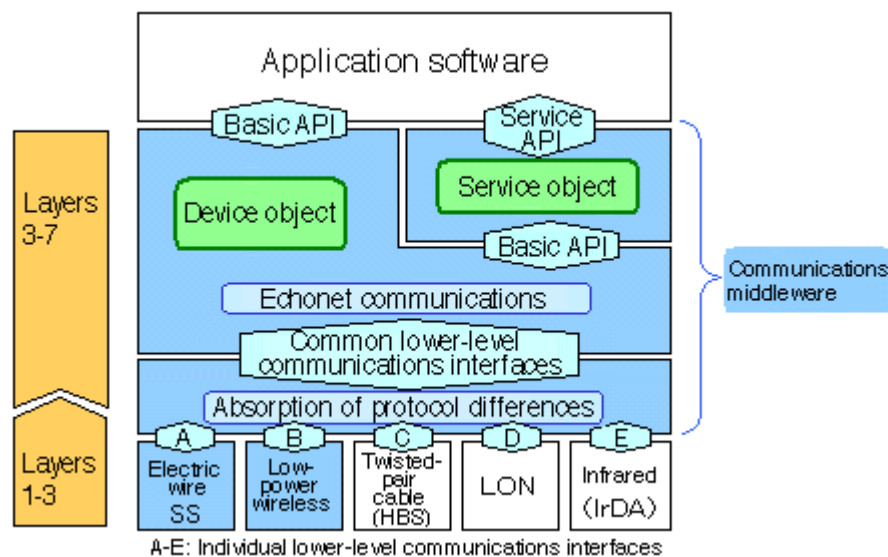 Application software
Basic API
Service
API
Layers
3-7
Device object
Service object
Basic API
Communications
middleware
Echonet communications
Common lower-level
communications interfaces
Absorption of protocol differences
Layers
1-3
A
Electric
wire
SS
B
Low-
power
wireless
C
Twisted-
pair
cable
(HBS)
D
LON
E
Infrared
(IrDA)
A-E: Individual lower-level communications interfaces